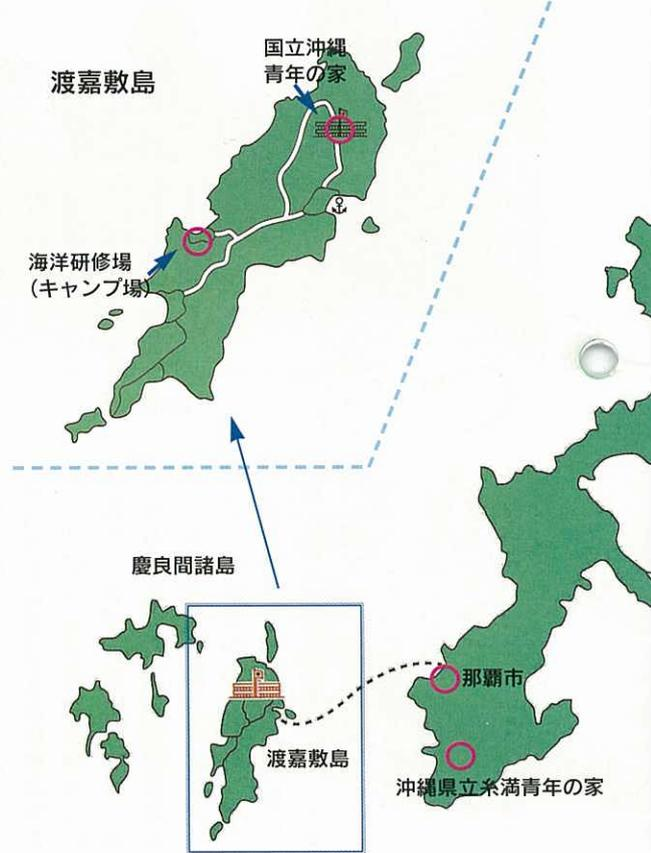 国立沖縄
青年の家
渡嘉敷島
海洋研修場
（キャンプ場）
慶良間諸島
那覇市
渡嘉敷島
沖縄県立糸満青年の家